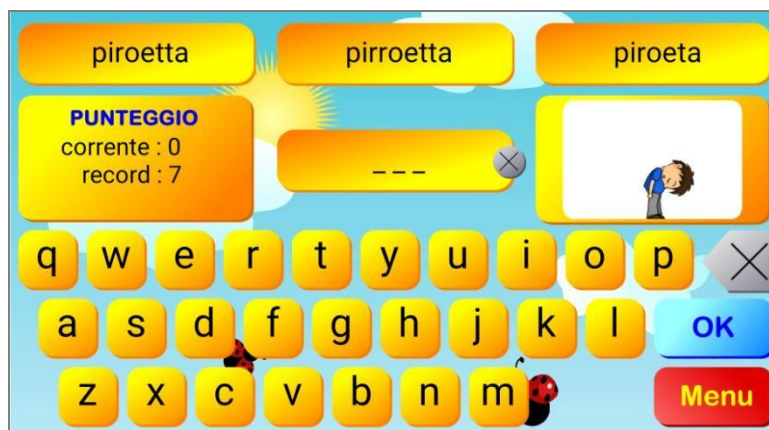 piroetta
pirroetta
piroeta
PUNTEGGIO
corrente : 0
record : 7
_ _ _
q w e r t y u i o p
a s d f g h j k l OK
z x c v b n m Menu